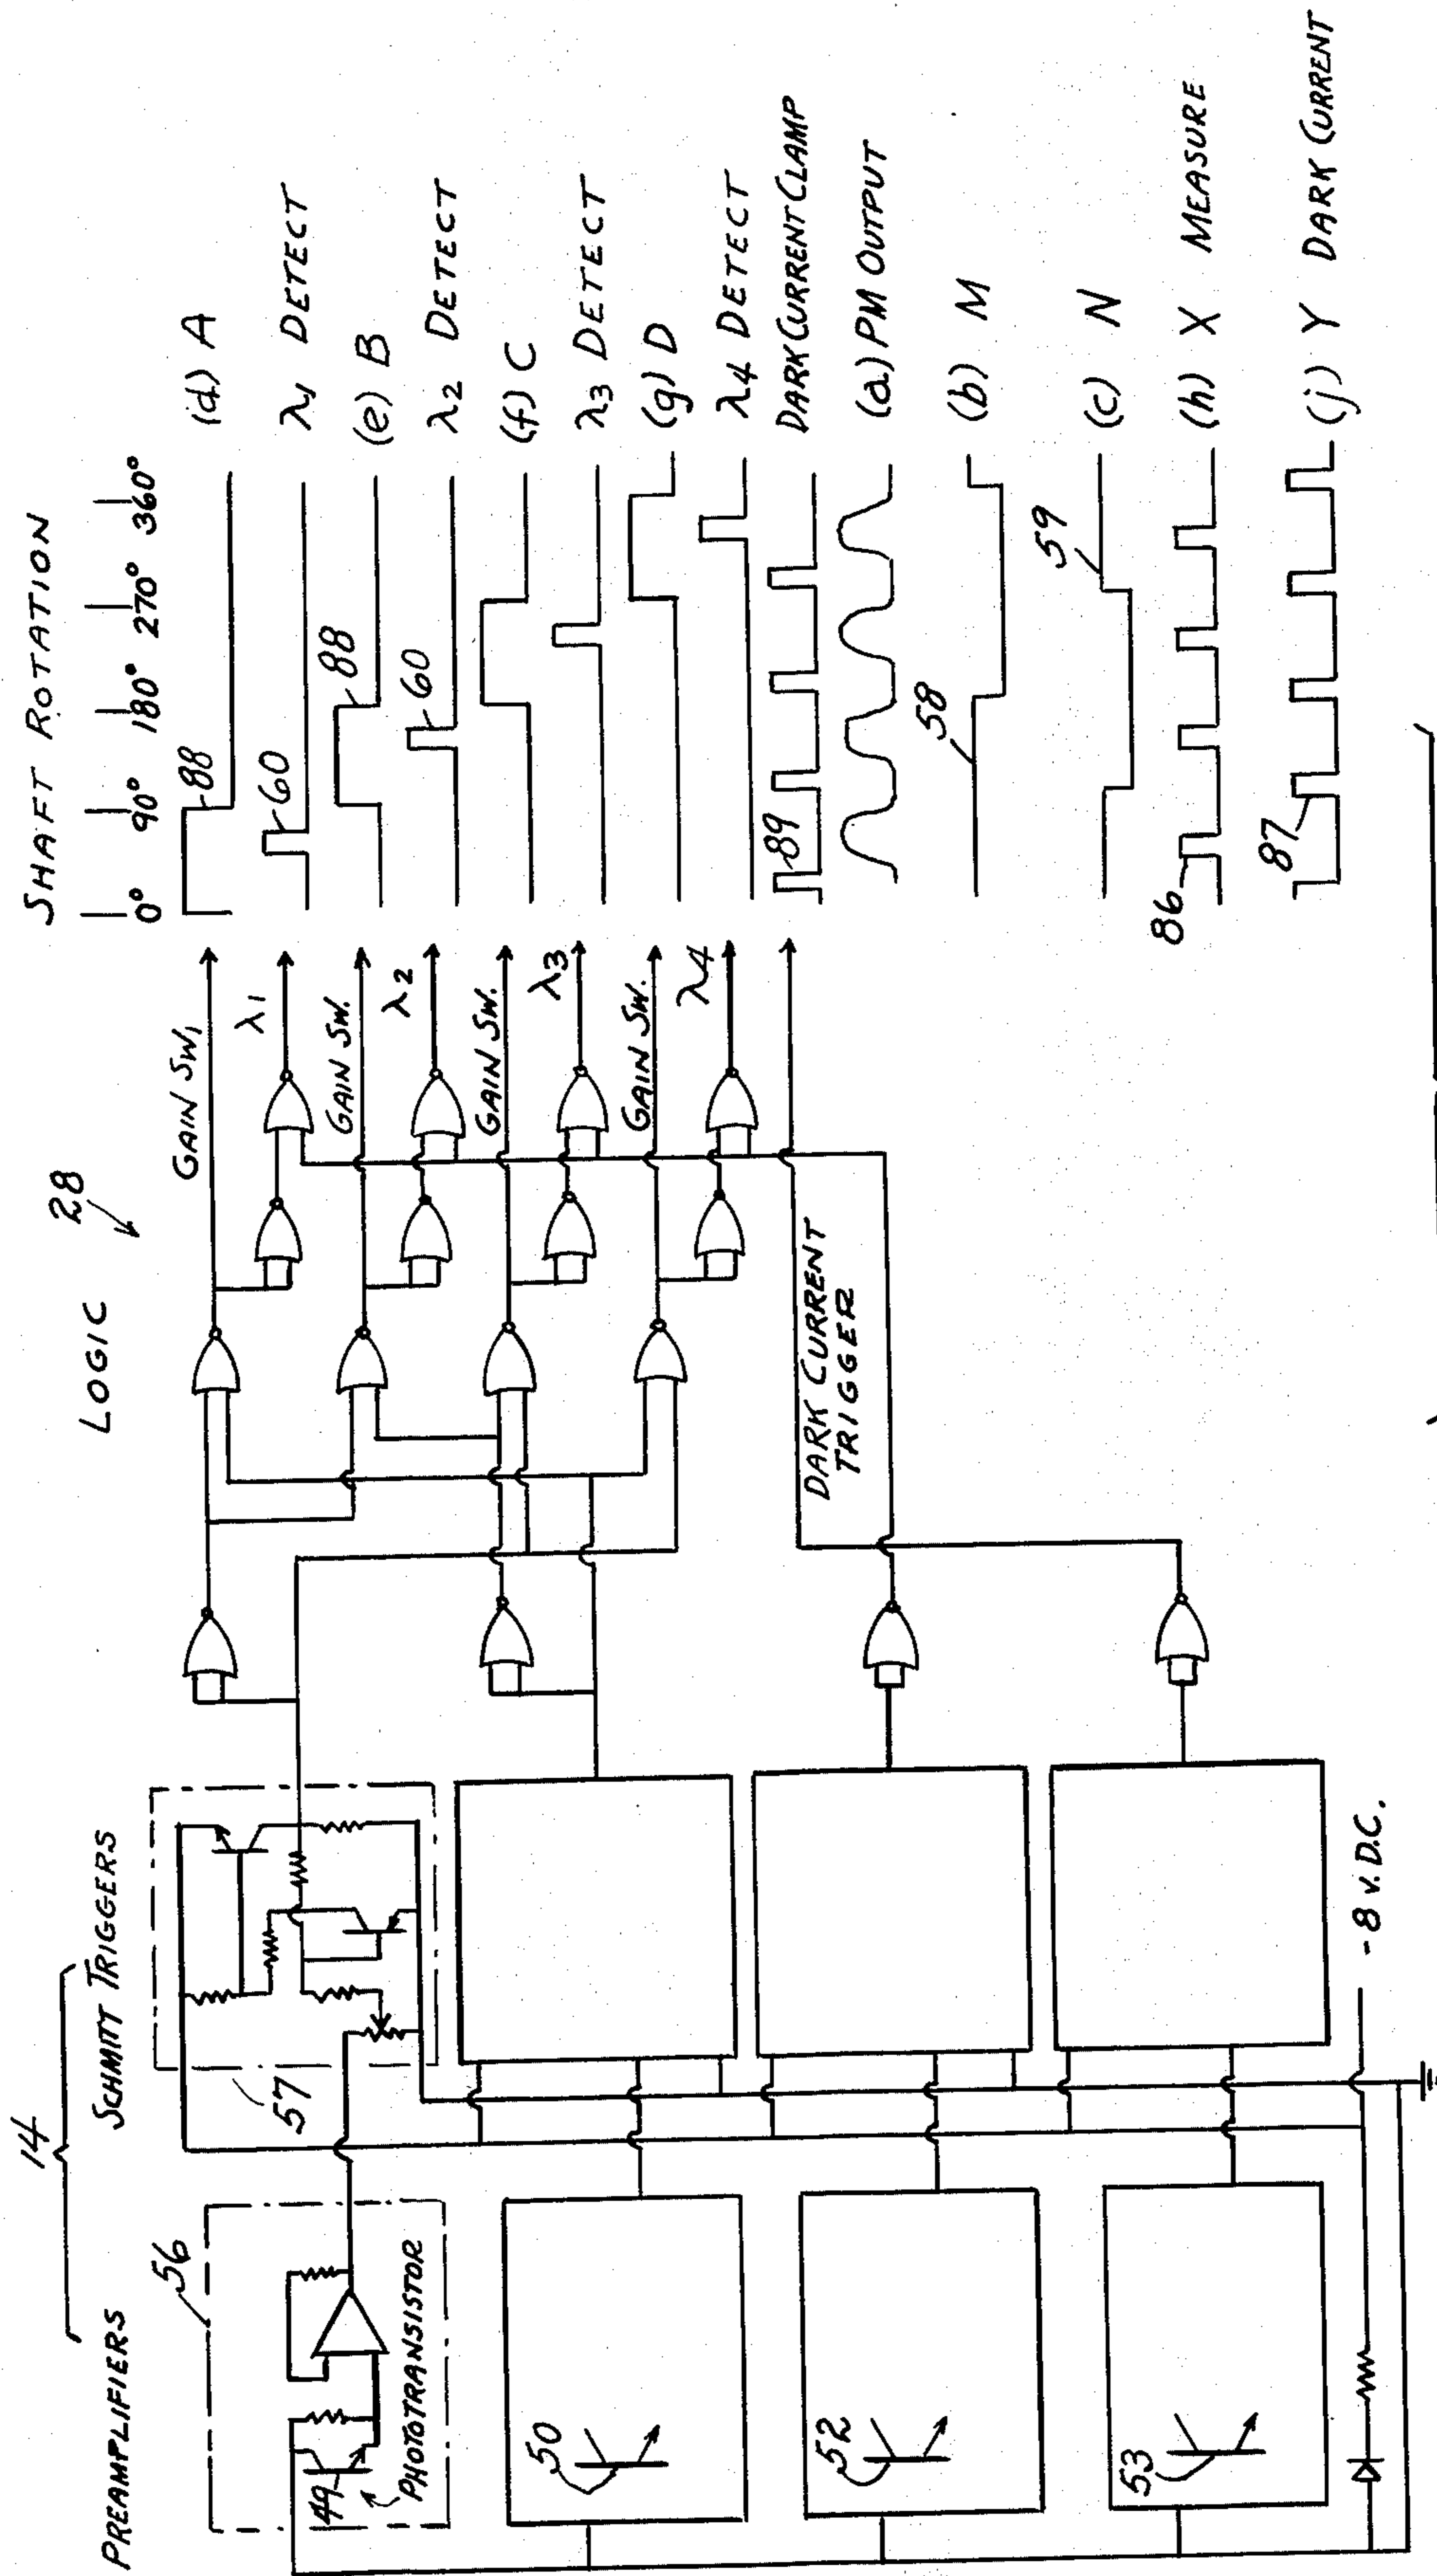 14
PREAMPLIFIERS
SCHMITT TRIGGERS
LOGIC
28
56
49
PHOTOTRANSISTOR
57
50
52
53
-8 V. D.C.
GAIN SW.
λ1
GAIN SW.
λ2
GAIN SW.
λ3
GAIN SW.
λ4
DARK CURRENT
TRIGGER
SHAFT ROTATION
0° 90° 180° 270° 360°
88
(d) A
60
λ1 DETECT
88
(e) B
60
λ2 DETECT
(f) C
λ3 DETECT
(g) D
λ4 DETECT
89
DARK CURRENT CLAMP
(a) PM OUTPUT
58
(b) M
59
(c) N
86
(h) X MEASURE
87
(j) Y DARK CURRENT